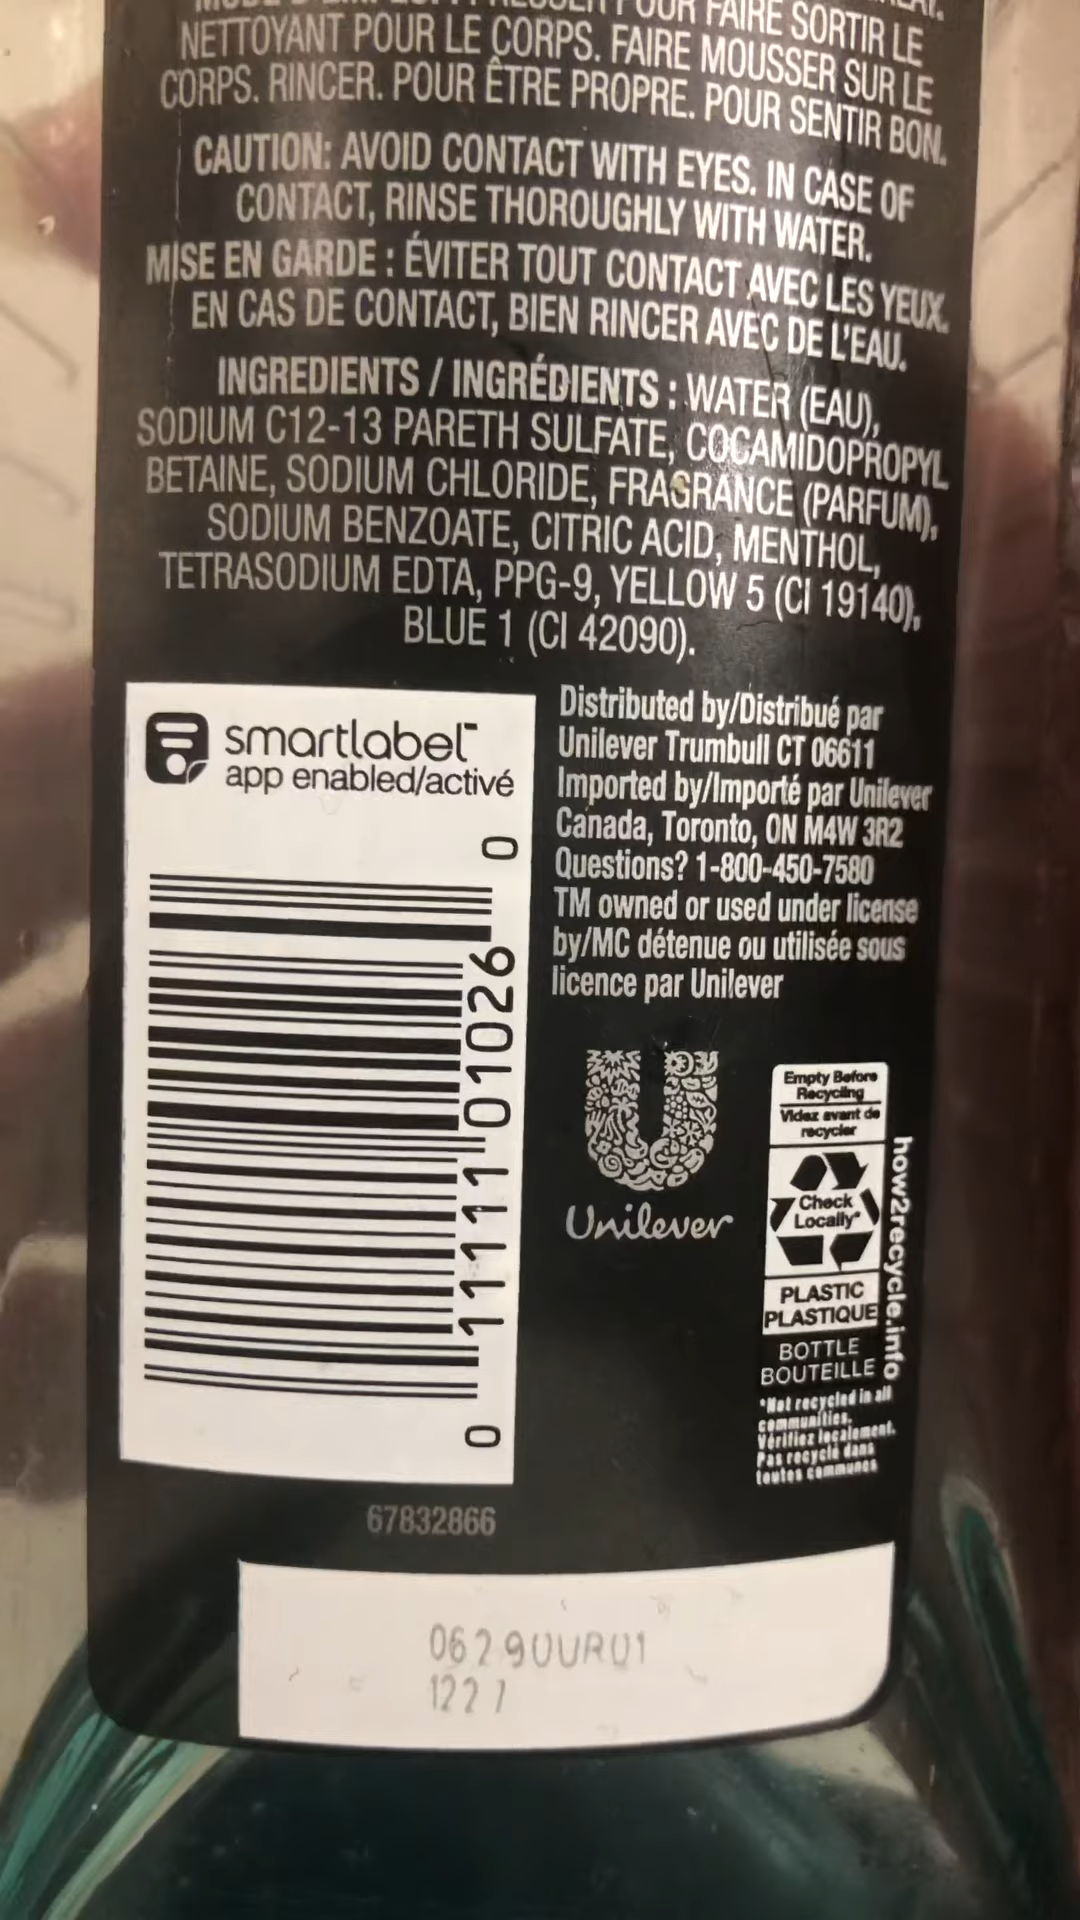 POUR FAIRE SORTIR LE
NETTOYANT POUR LE CORPS. FAIRE MOUSSER SUR LE
CORPS. RINCER. POUR ÊTRE PROPRE. POUR SENTIR BON.
CAUTION: AVOID CONTACT WITH EYES. IN CASE OF
CONTACT, RINSE THOROUGHLY WITH WATER.
MISE EN GARDE : ÉVITER TOUT CONTACT AVEC LES YEUX.
EN CAS DE CONTACT, BIEN RINCER AVEC DE L'EAU.
INGREDIENTS / INGRÉDIENTS : WATER (EAU),
SODIUM C12-13 PARETH SULFATE, COCAMIDOPROPYL
BETAINE, SODIUM CHLORIDE, FRAGRANCE (PARFUM),
SODIUM BENZOATE, CITRIC ACID, MENTHOL,
TETRASODIUM EDTA, PPG-9, YELLOW 5 (CI 19140),
BLUE 1 (CI 42090).
smartlabel™
app enabled/activé
0 11111 01026 0
67832866
Distributed by/Distribué par
Unilever Trumbull CT 06611
Imported by/Importé par Unilever
Canada, Toronto, ON M4W 3R2
Questions? 1-800-450-7580
TM owned or used under license
by/MC détenue ou utilisée sous
licence par Unilever
Unilever
Empty Before
Recycling
Videz avant de
recycler
Check
Locally*
PLASTIC
PLASTIQUE
BOTTLE
BOUTEILLE
*Not recycled in all
communities.
Vérifiez localement.
Pas recyclé dans
toutes communes
how2recycle.info
06290URU1
1227